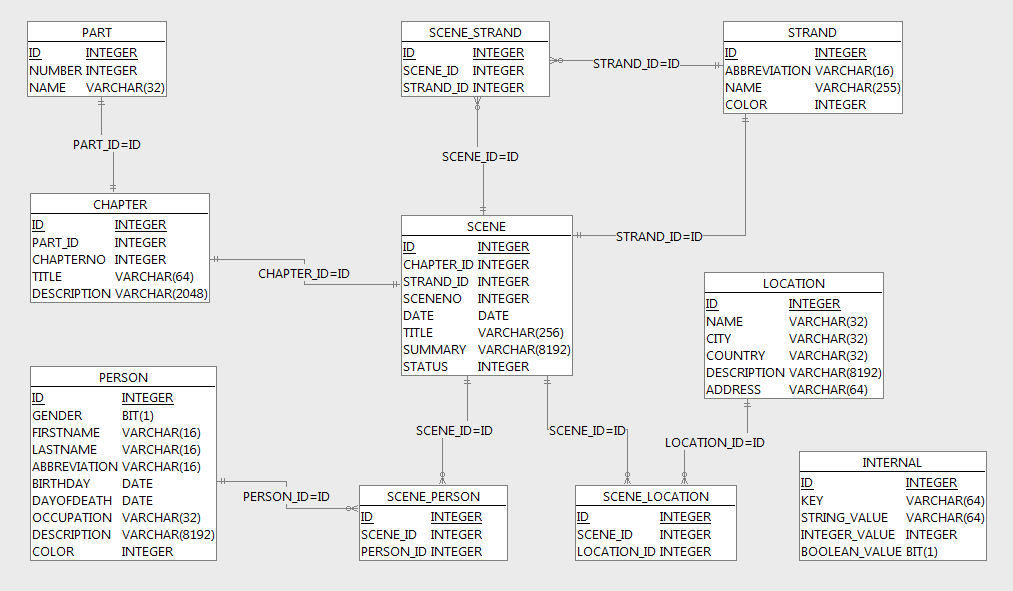 PART
ID INTEGER
NUMBER INTEGER
NAME VARCHAR(32)
PART_ID=ID
CHAPTER
ID INTEGER
PART_ID INTEGER
CHAPTERNO INTEGER
TITLE VARCHAR(64)
DESCRIPTION VARCHAR(2048)
CHAPTER_ID=ID
SCENE_STRAND
ID INTEGER
SCENE_ID INTEGER
STRAND_ID INTEGER
STRAND_ID=ID
STRAND
ID INTEGER
ABBREVIATION VARCHAR(16)
NAME VARCHAR(255)
COLOR INTEGER
SCENE_ID=ID
STRAND_ID=ID
SCENE
ID INTEGER
CHAPTER_ID INTEGER
STRAND_ID INTEGER
SCENENO INTEGER
DATE DATE
TITLE VARCHAR(256)
SUMMARY VARCHAR(8192)
STATUS INTEGER
LOCATION
ID INTEGER
NAME VARCHAR(32)
CITY VARCHAR(32)
COUNTRY VARCHAR(32)
DESCRIPTION VARCHAR(8192)
ADDRESS VARCHAR(64)
PERSON
ID INTEGER
GENDER BIT(1)
FIRSTNAME VARCHAR(16)
LASTNAME VARCHAR(16)
ABBREVIATION VARCHAR(16)
BIRTHDAY DATE
DAYOFDEATH DATE
OCCUPATION VARCHAR(32)
DESCRIPTION VARCHAR(8192)
COLOR INTEGER
PERSON_ID=ID
SCENE_ID=ID
SCENE_ID=ID
LOCATION_ID=ID
SCENE_PERSON
ID INTEGER
SCENE_ID INTEGER
PERSON_ID INTEGER
SCENE_LOCATION
ID INTEGER
SCENE_ID INTEGER
LOCATION_ID INTEGER
INTERNAL
ID INTEGER
KEY VARCHAR(64)
STRING_VALUE VARCHAR(64)
INTEGER_VALUE INTEGER
BOOLEAN_VALUE BIT(1)